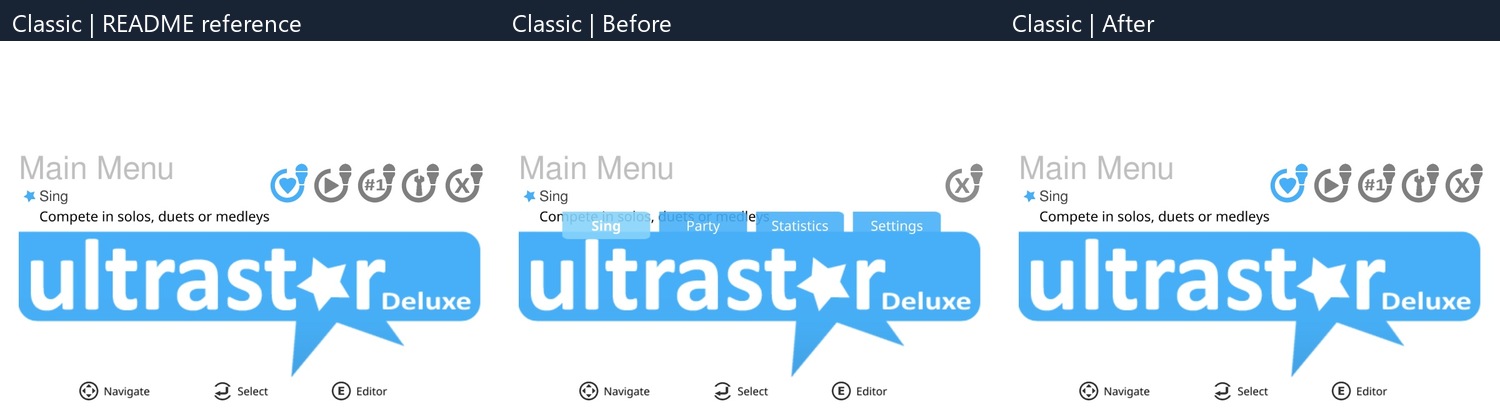 Classic | README reference
Main Menu
Sing
Compete in solos, duets or medleys
#1
X
ultrastar Deluxe
Navigate
Select
E Editor
Classic | Before
Main Menu
X
Sing
Compete in solos, duets or medleys
Sing
Party
Statistics
Settings
ultrastar Deluxe
Navigate
Select
E Editor
Classic | After
Main Menu
Sing
Compete in solos, duets or medleys
#1
X
ultrastar Deluxe
Navigate
Select
E Editor